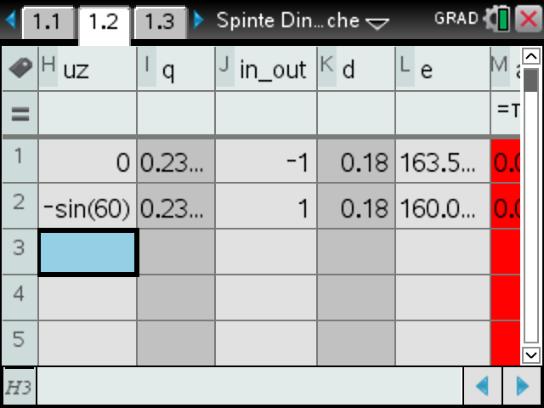 1.1 1.2 1.3 Spinte Din…che GRAD
H uz I q J in_out K d L e M
= =π
1 0 0.23… -1 0.18 163.5… 0.0
2 -sin(60) 0.23… 1 0.18 160.0… 0.0
3
4
5
H3